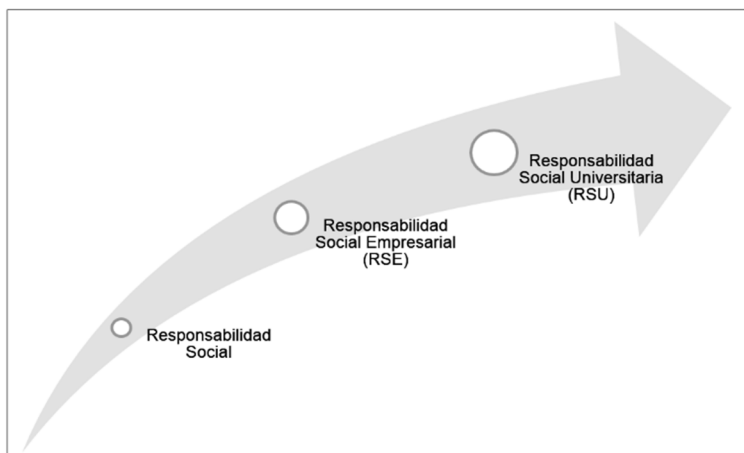 Responsabilidad
Social Universitaria
(RSU)
Responsabilidad
Social Empresarial
(RSE)
Responsabilidad
Social